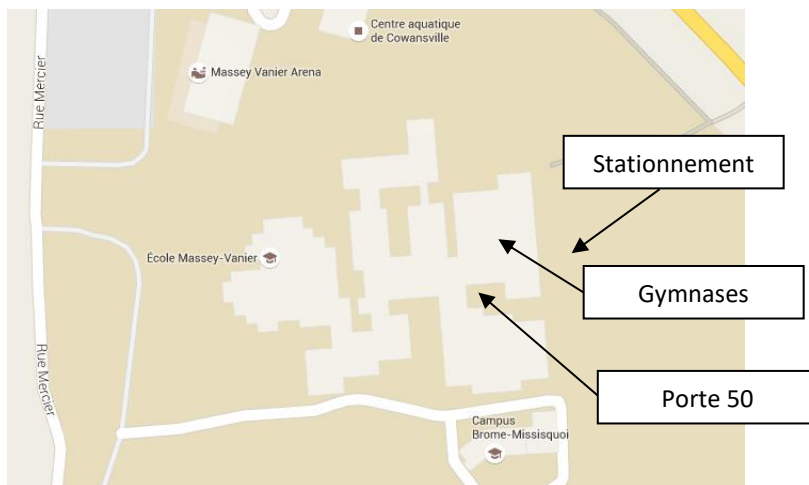 Centre aquatique
de Cowansville
Massey Vanier Arena
Rue Mercier
Stationnement
École Massey-Vanier
Gymnases
Rue Mercier
Porte 50
Campus
Brome-Missisquoi